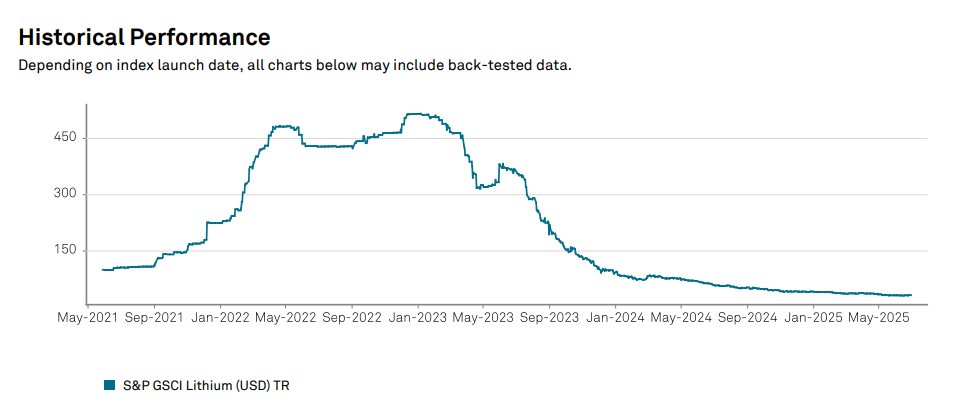 Historical Performance
Depending on index launch date, all charts below may include back-tested data.
450
300
150
May-2021 Sep-2021 Jan-2022 May-2022 Sep-2022 Jan-2023 May-2023 Sep-2023 Jan-2024 May-2024 Sep-2024 Jan-2025 May-2025
S&P GSCI Lithium (USD) TR